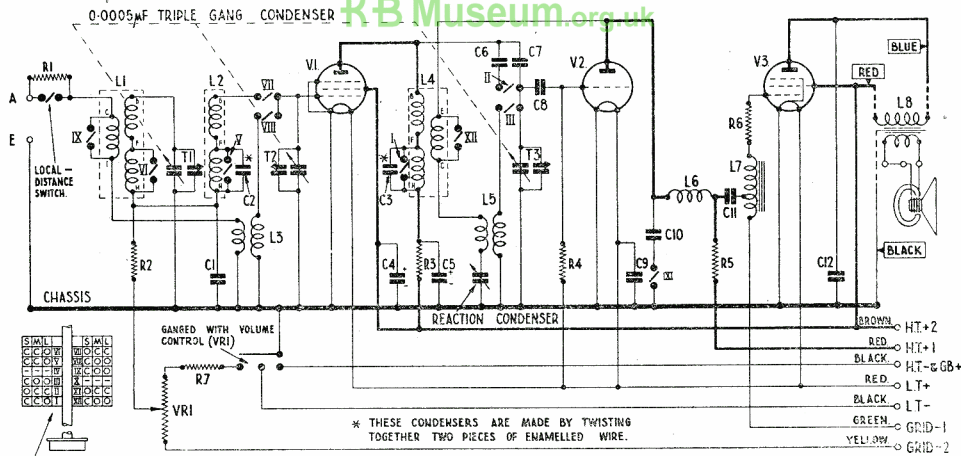 KB Museum.org.uk
0.0005MF TRIPLE GANG CONDENSER
R1
A
E
IX
LOCAL-
DISTANCE
SWITCH.
L1
C
F
H
VI
T1
L2
V
*
C2
VII
VIII
T2
V1.
L4
I
*
C3
XII
C6
C7
II
III
C8
T3
V2.
V3
BLUE
RED
L8
R6
L7
L6
C11
L3
R2
C1
C4
R3
C5
L5
R4
C9
C10
XI
R5
C12
BLACK
CHASSIS
REACTION CONDENSER
GANGED WITH VOLUME
CONTROL (VR1)
R7
VR1
BROWN. H.T.+2
RED. H.T.+1
BLACK. H.T.-& GB+
RED. L.T+
BLACK. L.T-
GREEN. GRID-1
YELLOW. GRID-2
S M L S M L
* THESE CONDENSERS ARE MADE BY TWISTING
TOGETHER TWO PIECES OF ENAMELLED WIRE.